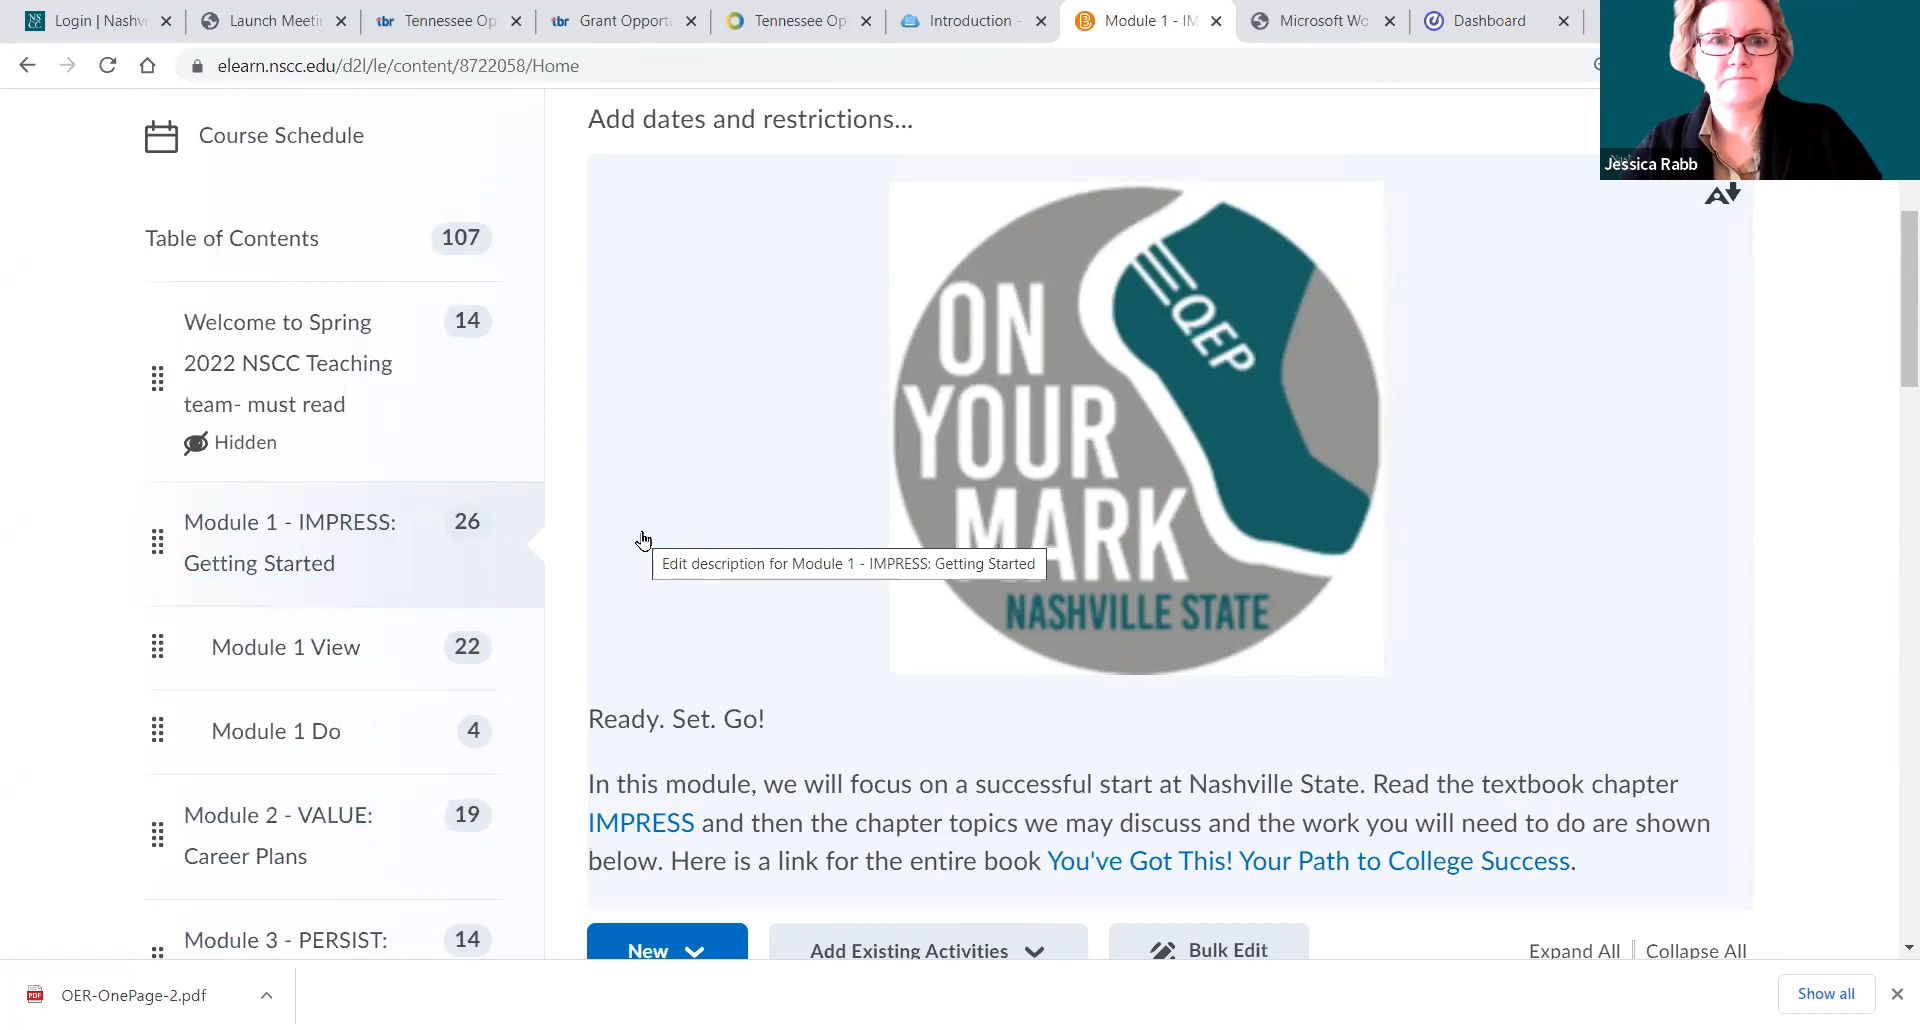 Login | Nashv
Launch Meeti
Tennessee Op
Grant Opport
Tennessee Op
Introduction -
Module 1 - IM
Microsoft Wo
Dashboard
elearn.nscc.edu/d2l/le/content/8722058/Home
Jessica Rabb
Course Schedule
Table of Contents 107
Welcome to Spring 14
2022 NSCC Teaching
team- must read
Hidden
Module 1 - IMPRESS: 26
Getting Started
Module 1 View 22
Module 1 Do 4
Module 2 - VALUE: 19
Career Plans
Module 3 - PERSIST: 14
Add dates and restrictions...
ON
YOUR
MARK
QEP
NASHVILLE STATE
Edit description for Module 1 - IMPRESS: Getting Started
Ready. Set. Go!
In this module, we will focus on a successful start at Nashville State. Read the textbook chapter
IMPRESS and then the chapter topics we may discuss and the work you will need to do are shown
below. Here is a link for the entire book You've Got This! Your Path to College Success.
New
Add Existing Activities
Bulk Edit
Expand All
Collapse All
OER-OnePage-2.pdf
Show all